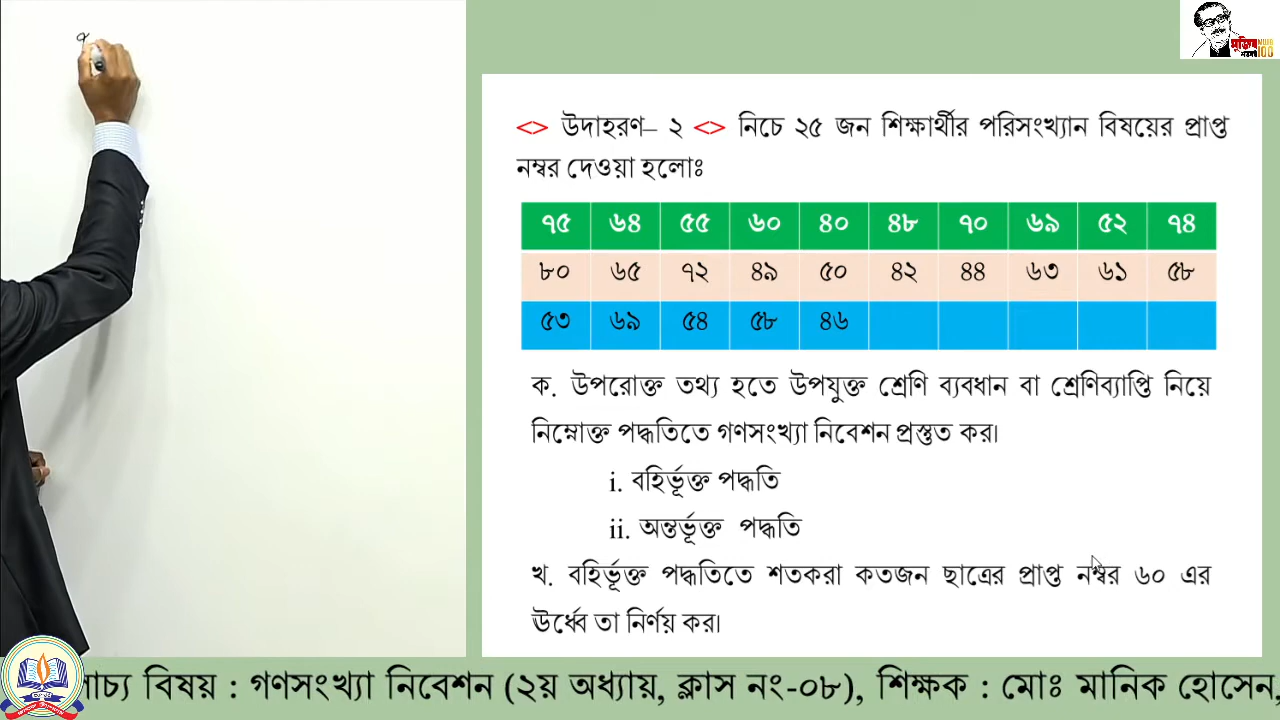 <> উদাহরণ– ২ <> নিচে ২৫ জন শিক্ষার্থীর পরিসংখ্যান বিষয়ের প্রাপ্ত
নম্বর দেওয়া হলোঃ
৭৫ ৬৪ ৫৫ ৬০ ৪০ ৪৮ ৭০ ৬৯ ৫২ ৭৪
৮০ ৬৫ ৭২ ৪৯ ৫০ ৪২ ৪৪ ৬৩ ৬১ ৫৮
৫৩ ৬৯ ৫৪ ৫৮ ৪৬
ক. উপরোক্ত তথ্য হতে উপযুক্ত শ্রেণি ব্যবধান বা শ্রেণিব্যাপ্তি নিয়ে
নিম্নোক্ত পদ্ধতিতে গণসংখ্যা নিবেশন প্রস্তুত কর।
i. বহির্ভূক্ত পদ্ধতি
ii. অন্তর্ভূক্ত পদ্ধতি
খ. বহির্ভূক্ত পদ্ধতিতে শতকরা কতজন ছাত্রের প্রাপ্ত নম্বর ৬০ এর
ঊর্ধ্বে তা নির্ণয় কর।
াচ্য বিষয় : গণসংখ্যা নিবেশন (২য় অধ্যায়, ক্লাস নং-০৮), শিক্ষক : মোঃ মানিক হোসেন,